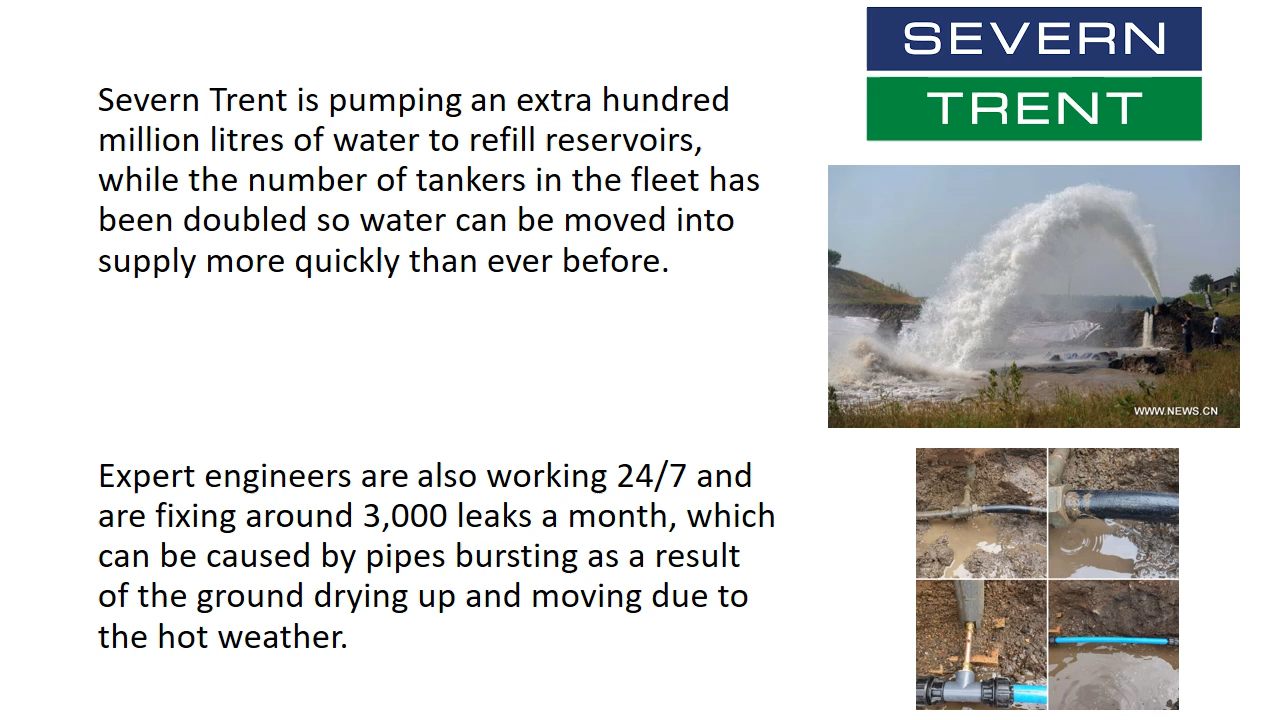 SEVERN
TRENT
Severn Trent is pumping an extra hundred
million litres of water to refill reservoirs,
while the number of tankers in the fleet has
been doubled so water can be moved into
supply more quickly than ever before.
WWW.NEWS.CN
Expert engineers are also working 24/7 and
are fixing around 3,000 leaks a month, which
can be caused by pipes bursting as a result
of the ground drying up and moving due to
the hot weather.